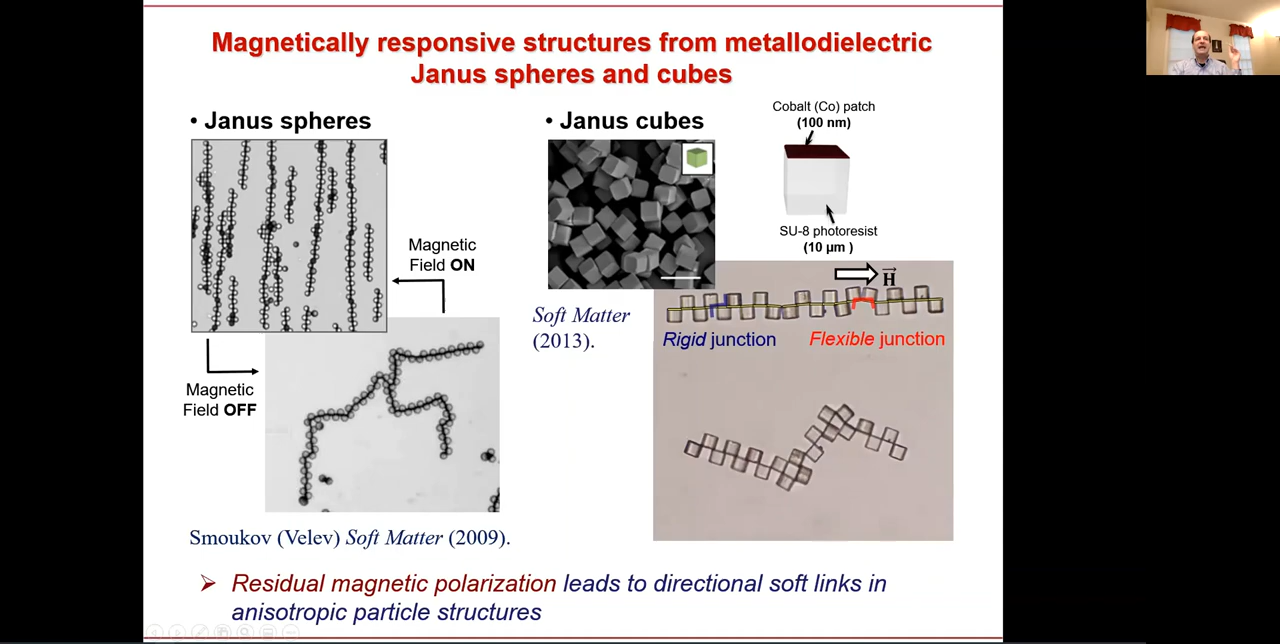 Magnetically responsive structures from metallodielectric
Janus spheres and cubes
• Janus spheres
Magnetic
Field ON
Magnetic
Field OFF
Smoukov (Velev) Soft Matter (2009).
• Janus cubes
Cobalt (Co) patch
(100 nm)
SU-8 photoresist
(10 µm )
Soft Matter
(2013).
H
Rigid junction
Flexible junction
➢ Residual magnetic polarization leads to directional soft links in
anisotropic particle structures